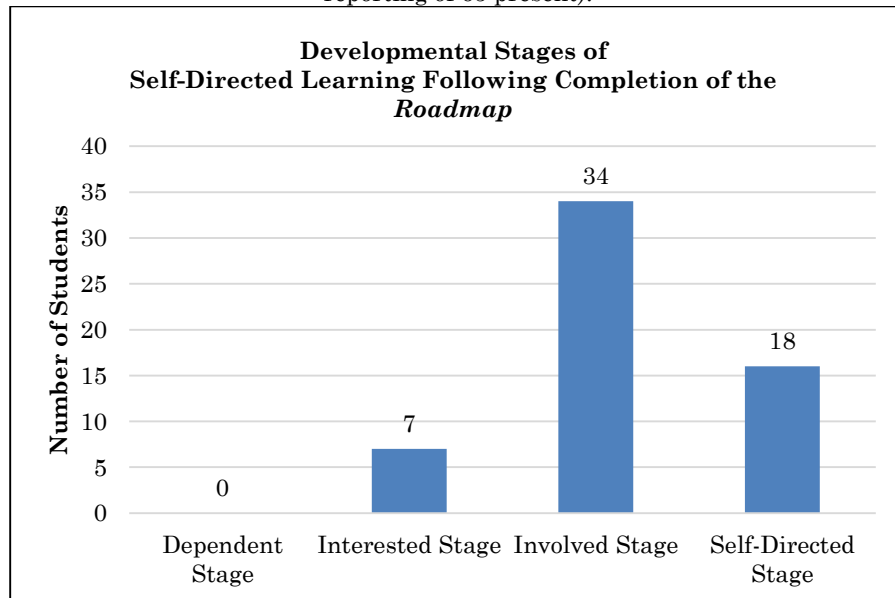 Developmental Stages of
Self-Directed Learning Following Completion of the
Roadmap
40
35
30
25
20
15
10
5
0
Number of Students
0
7
34
18
Dependent Stage
Interested Stage
Involved Stage
Self-Directed Stage